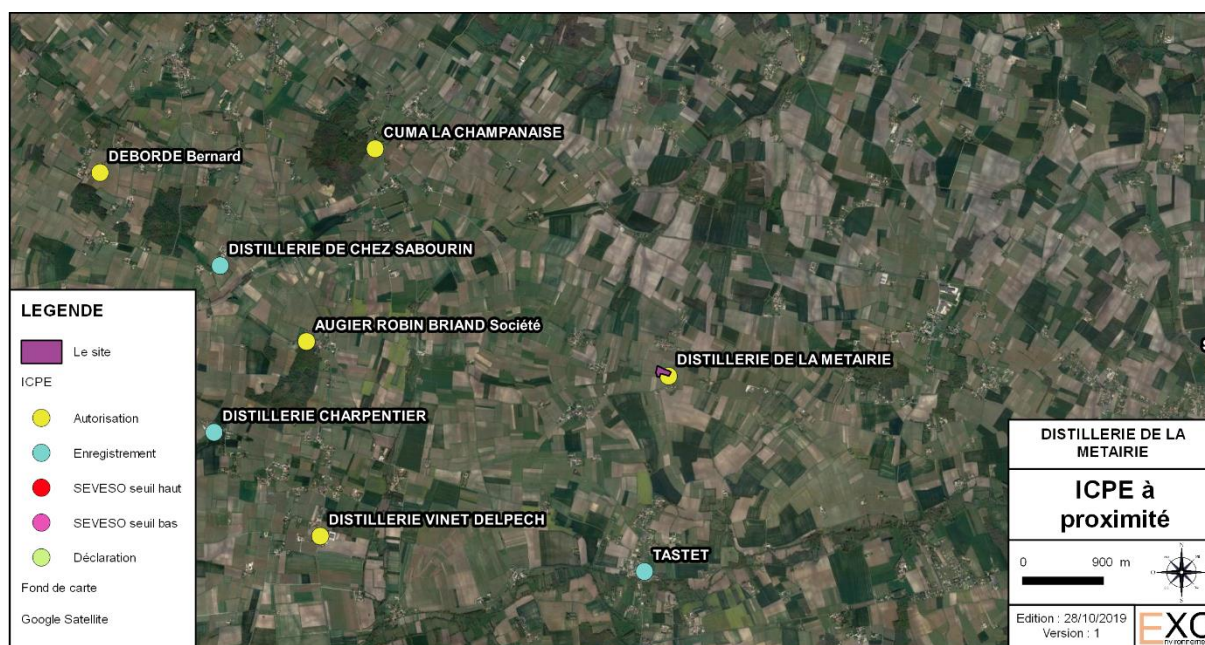 CUMA LA CHAMPANAISE
DEBORDE Bernard
DISTILLERIE DE CHEZ SABOURIN
AUGIER ROBIN BRIAND Société
DISTILLERIE DE LA METAIRIE
DISTILLERIE CHARPENTIER
DISTILLERIE VINET DELPECH
TASTET
LEGENDE
Le site
ICPE
Autorisation
Enregistrement
SEVESO seuil haut
SEVESO seuil bas
Déclaration
Fond de carte
Google Satellite
DISTILLERIE DE LA
METAIRIE
ICPE à
proximité
0 900 m
Edition : 28/10/2019
Version : 1
EXO